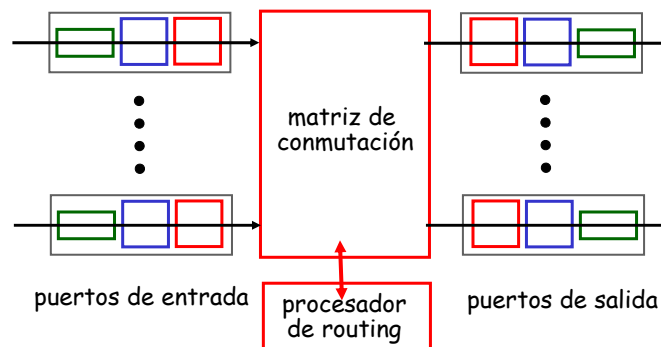 matriz de
conmutación
puertos de entrada
procesador
de routing
puertos de salida